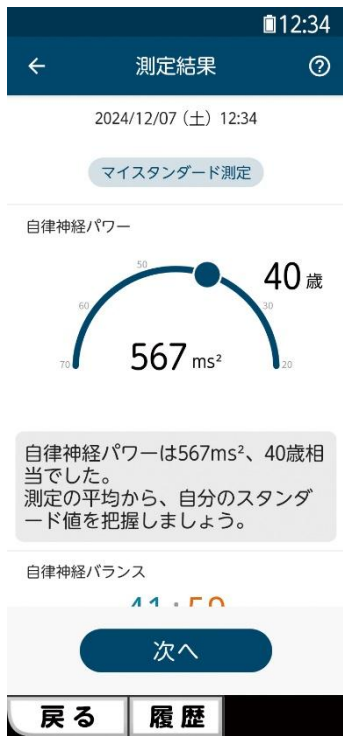 12:34
測定結果
2024/12/07（土）12:34
マイスタンダード測定
自律神経パワー
50
40歳
60
30
567 ms²
70
20
自律神経パワーは567ms²、40歳相
当でした。
測定の平均から、自分のスタンダ
ード値を把握しましょう。
自律神経バランス
次へ
戻る
履歴